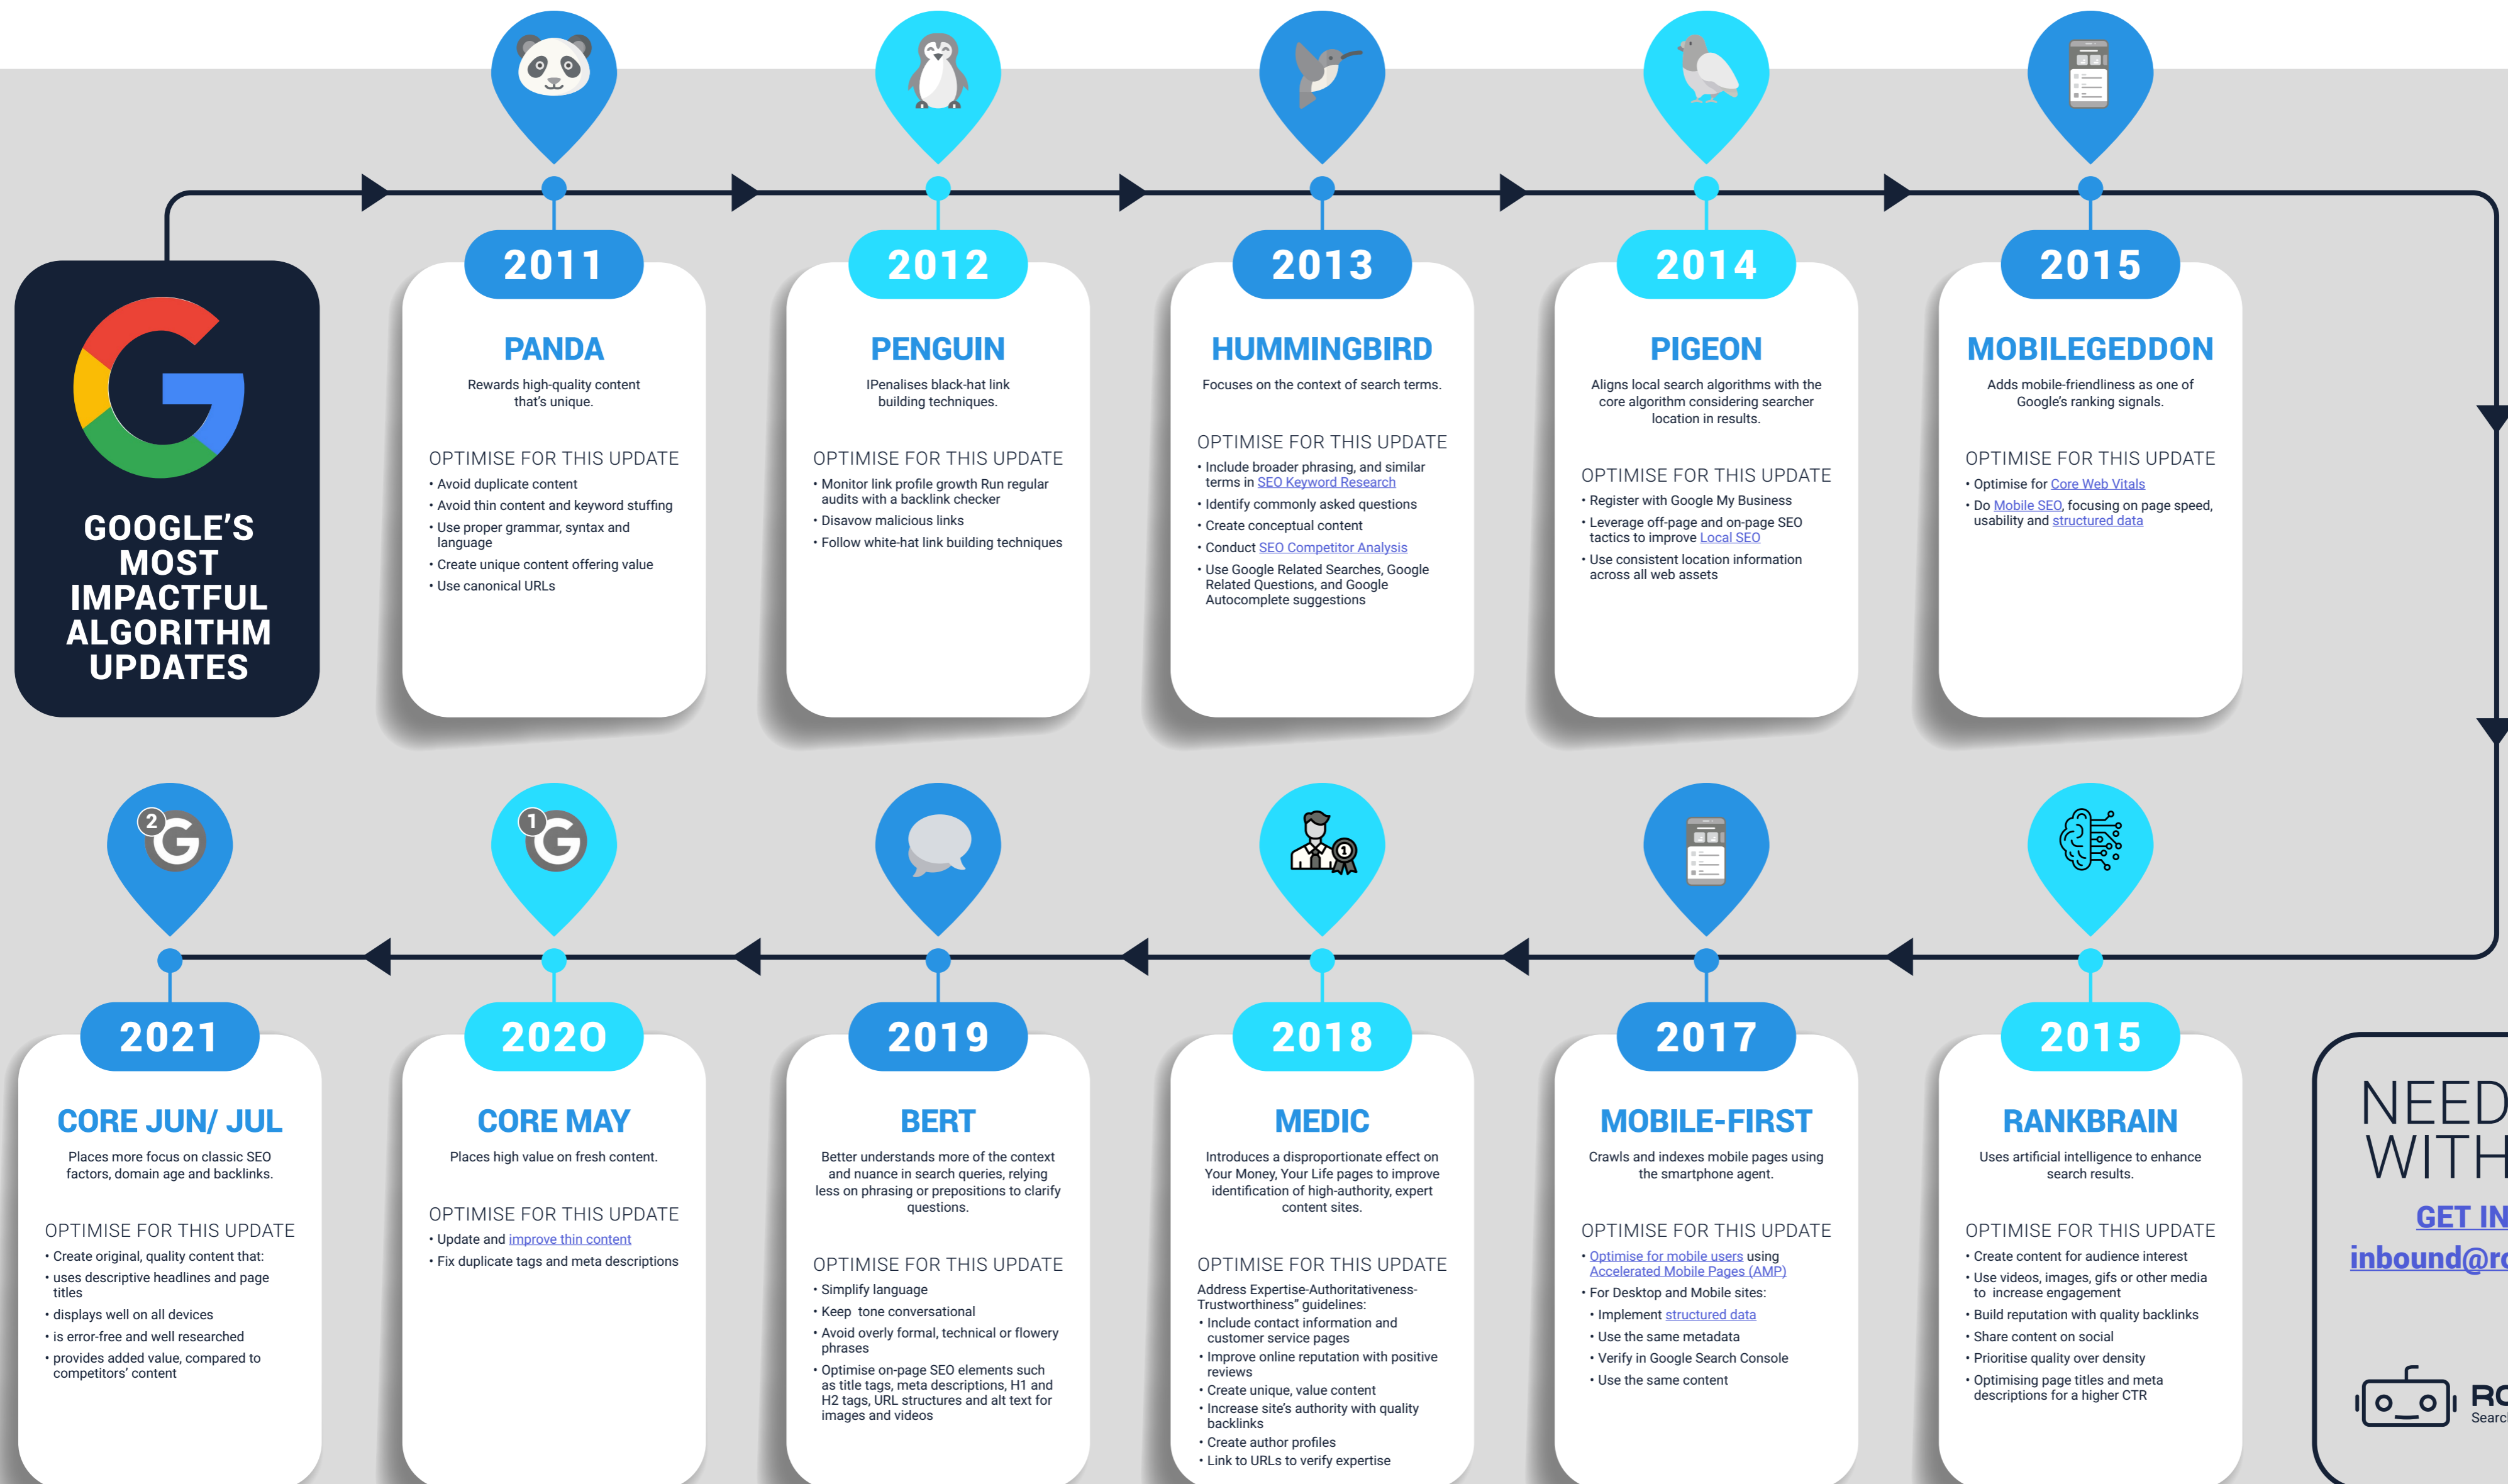 GOOGLE'S
MOST
IMPACTFUL
ALGORITHM
UPDATES
2011
PANDA
Rewards high-quality content
that's unique.
OPTIMISE FOR THIS UPDATE
• Avoid duplicate content
• Avoid thin content and keyword stuffing
• Use proper grammar, syntax and
language
• Create unique content offering value
• Use canonical URLs
2012
PENGUIN
IPenalises black-hat link
building techniques.
OPTIMISE FOR THIS UPDATE
• Monitor link profile growth Run regular
audits with a backlink checker
• Disavow malicious links
• Follow white-hat link building techniques
2013
HUMMINGBIRD
Focuses on the context of search terms.
OPTIMISE FOR THIS UPDATE
• Include broader phrasing, and similar
terms in SEO Keyword Research
• Identify commonly asked questions
• Create conceptual content
• Conduct SEO Competitor Analysis
• Use Google Related Searches, Google
Related Questions, and Google
Autocomplete suggestions
2014
PIGEON
Aligns local search algorithms with the
core algorithm considering searcher
location in results.
OPTIMISE FOR THIS UPDATE
• Register with Google My Business
• Leverage off-page and on-page SEO
tactics to improve Local SEO
• Use consistent location information
across all web assets
2015
MOBILEGEDDON
Adds mobile-friendliness as one of
Google's ranking signals.
OPTIMISE FOR THIS UPDATE
• Optimise for Core Web Vitals
• Do Mobile SEO, focusing on page speed,
usability and structured data
2015
RANKBRAIN
Uses artificial intelligence to enhance
search results.
OPTIMISE FOR THIS UPDATE
• Create content for audience interest
• Use videos, images, gifs or other media
to increase engagement
• Build reputation with quality backlinks
• Share content on social
• Prioritise quality over density
• Optimising page titles and meta
descriptions for a higher CTR
2017
MOBILE-FIRST
Crawls and indexes mobile pages using
the smartphone agent.
OPTIMISE FOR THIS UPDATE
• Optimise for mobile users using
Accelerated Mobile Pages (AMP)
• For Desktop and Mobile sites:
• Implement structured data
• Use the same metadata
• Verify in Google Search Console
• Use the same content
1
2018
MEDIC
Introduces a disproportionate effect on
Your Money, Your Life pages to improve
identification of high-authority, expert
content sites.
OPTIMISE FOR THIS UPDATE
Address Expertise-Authoritativeness-
Trustworthiness" guidelines:
• Include contact information and
customer service pages
• Improve online reputation with positive
reviews
• Create unique, value content
• Increase site's authority with quality
backlinks
• Create author profiles
• Link to URLs to verify expertise
2019
BERT
Better understands more of the context
and nuance in search queries, relying
less on phrasing or prepositions to clarify
questions.
OPTIMISE FOR THIS UPDATE
• Simplify language
• Keep tone conversational
• Avoid overly formal, technical or flowery
phrases
• Optimise on-page SEO elements such
as title tags, meta descriptions, H1 and
H2 tags, URL structures and alt text for
images and videos
1 G
2020
CORE MAY
Places high value on fresh content.
OPTIMISE FOR THIS UPDATE
• Update and improve thin content
• Fix duplicate tags and meta descriptions
2 G
2021
CORE JUN/ JUL
Places more focus on classic SEO
factors, domain age and backlinks.
OPTIMISE FOR THIS UPDATE
• Create original, quality content that:
• uses descriptive headlines and page
titles
• displays well on all devices
• is error-free and well researched
• provides added value, compared to
competitors' content
NEED
WITH
GET IN